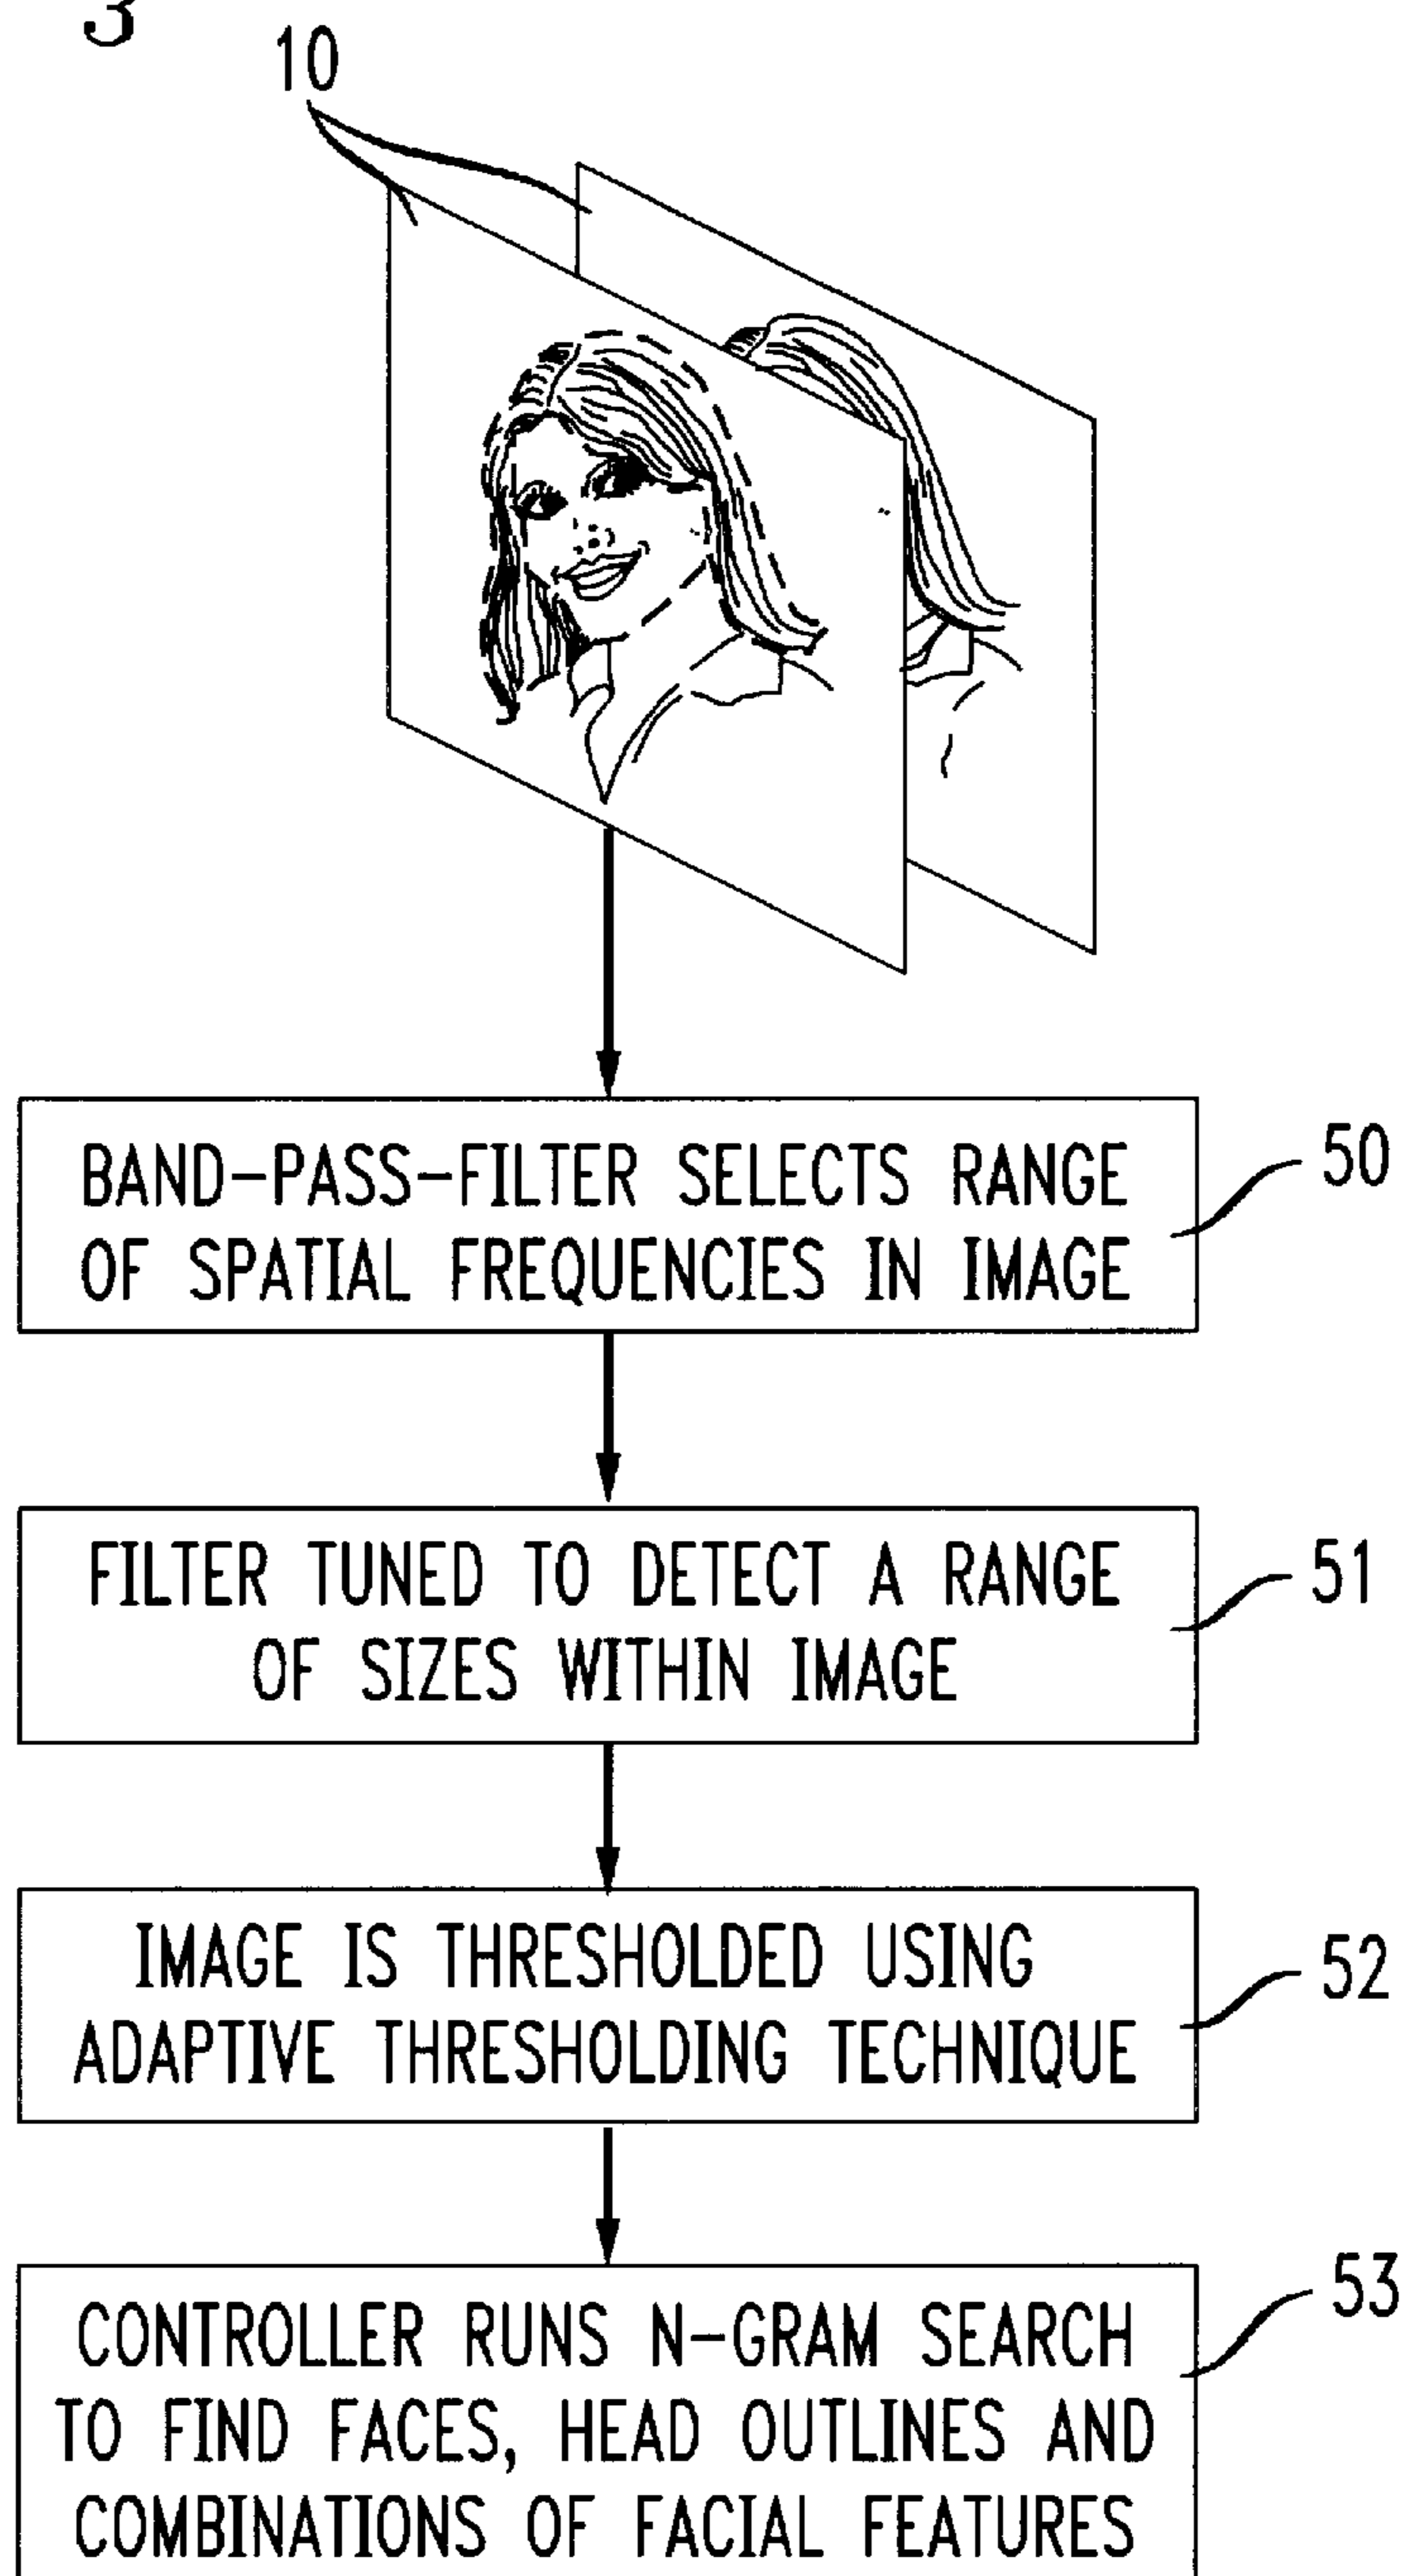 3
10
BAND-PASS-FILTER SELECTS RANGE
OF SPATIAL FREQUENCIES IN IMAGE
50
FILTER TUNED TO DETECT A RANGE
OF SIZES WITHIN IMAGE
51
IMAGE IS THRESHOLDED USING
ADAPTIVE THRESHOLDING TECHNIQUE
52
CONTROLLER RUNS N-GRAM SEARCH
TO FIND FACES, HEAD OUTLINES AND
COMBINATIONS OF FACIAL FEATURES
53